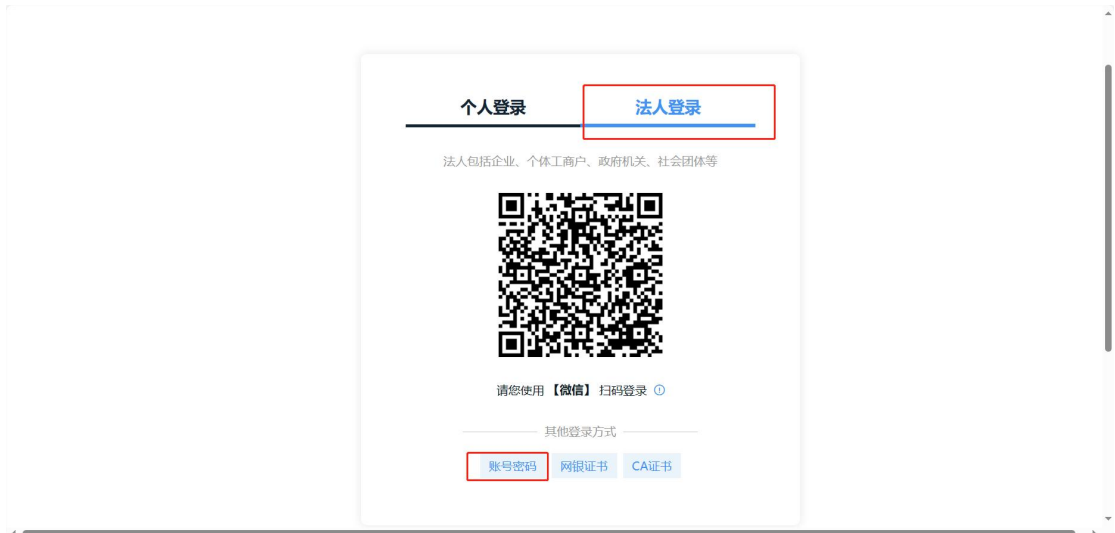 个人登录 法人登录
法人包括企业、个体工商户、政府机关、社会团体等
请您使用【微信】扫码登录
其他登录方式
账号密码 网银证书 CA证书